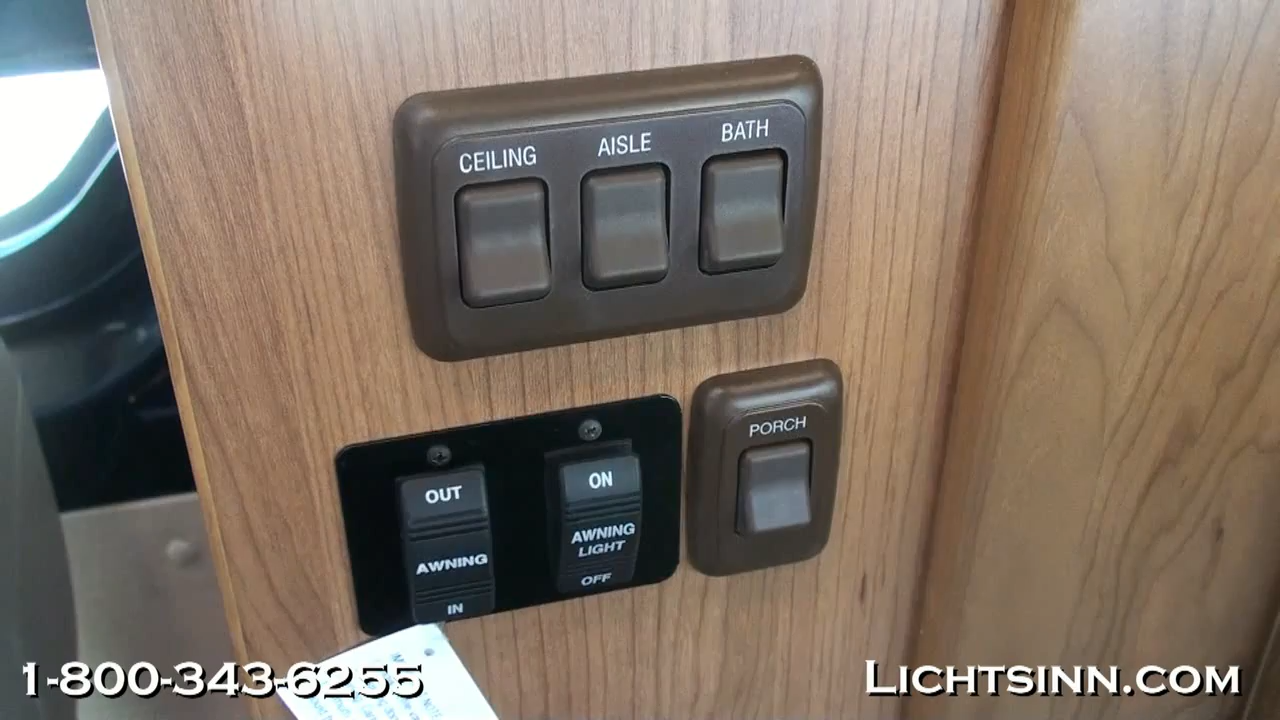 CEILING
AISLE
BATH
PORCH
OUT
AWNING
IN
ON
AWNING
LIGHT
OFF
1-800-343-6255
LICHTSINN.COM